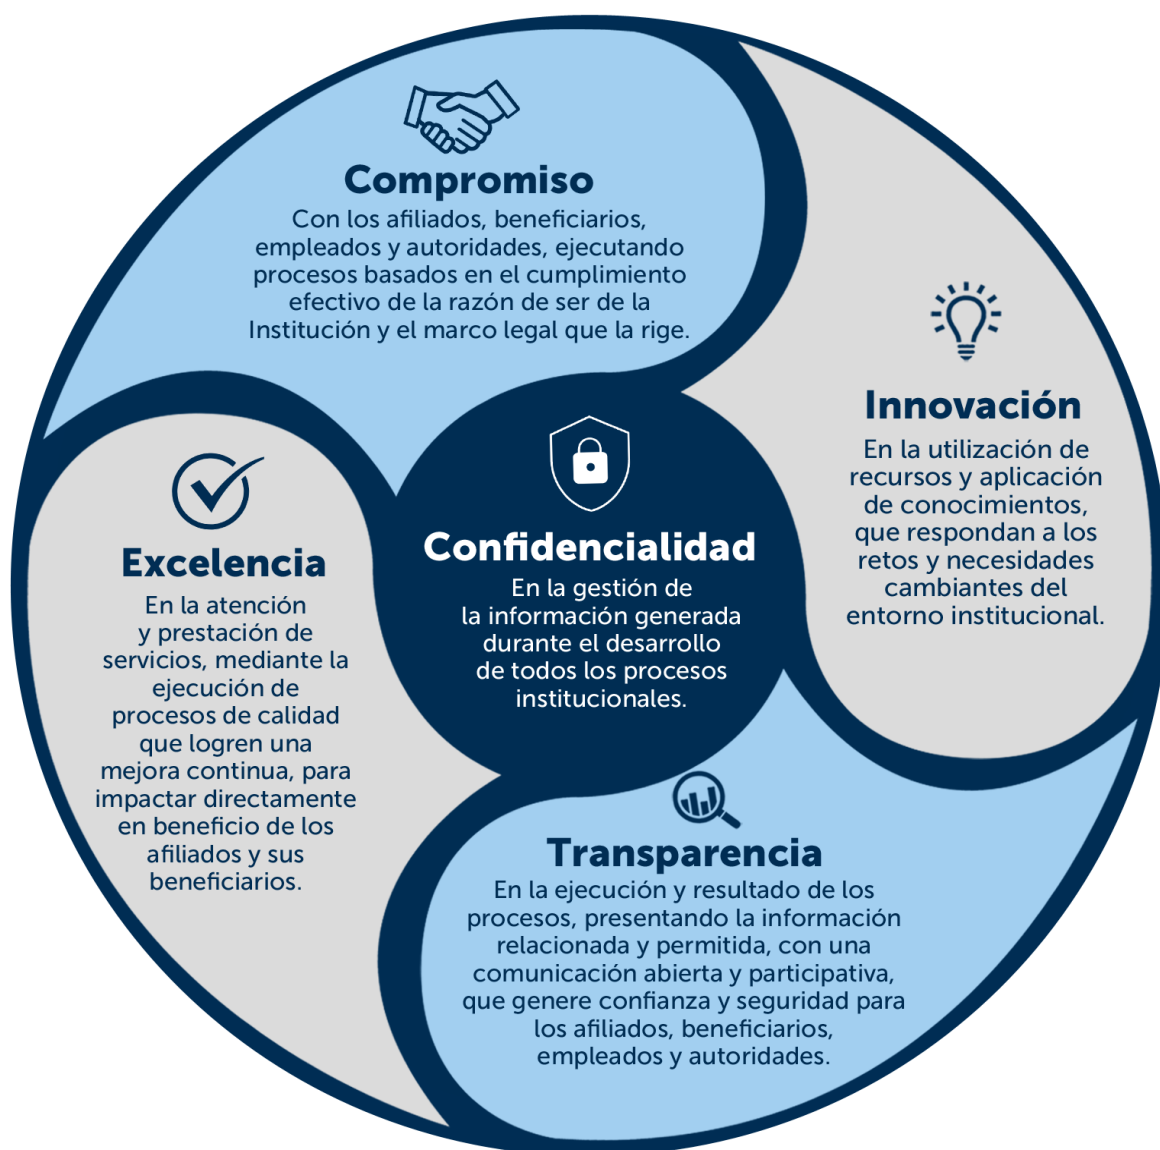 Compromiso
Con los afiliados, beneficiarios,
empleados y autoridades, ejecutando
procesos basados en el cumplimiento
efectivo de la razón de ser de la
Institución y el marco legal que la rige.
Innovación
En la utilización de
recursos y aplicación
de conocimientos,
que respondan a los
retos y necesidades
cambiantes del
entorno institucional.
Confidencialidad
En la gestión de
la información generada
durante el desarrollo
de todos los procesos
institucionales.
Excelencia
En la atención
y prestación de
servicios, mediante la
ejecución de
procesos de calidad
que logren una
mejora continua, para
impactar directamente
en beneficio de los
afiliados y sus
beneficiarios.
Transparencia
En la ejecución y resultado de los
procesos, presentando la información
relacionada y permitida, con una
comunicación abierta y participativa,
que genere confianza y seguridad para
los afiliados, beneficiarios,
empleados y autoridades.